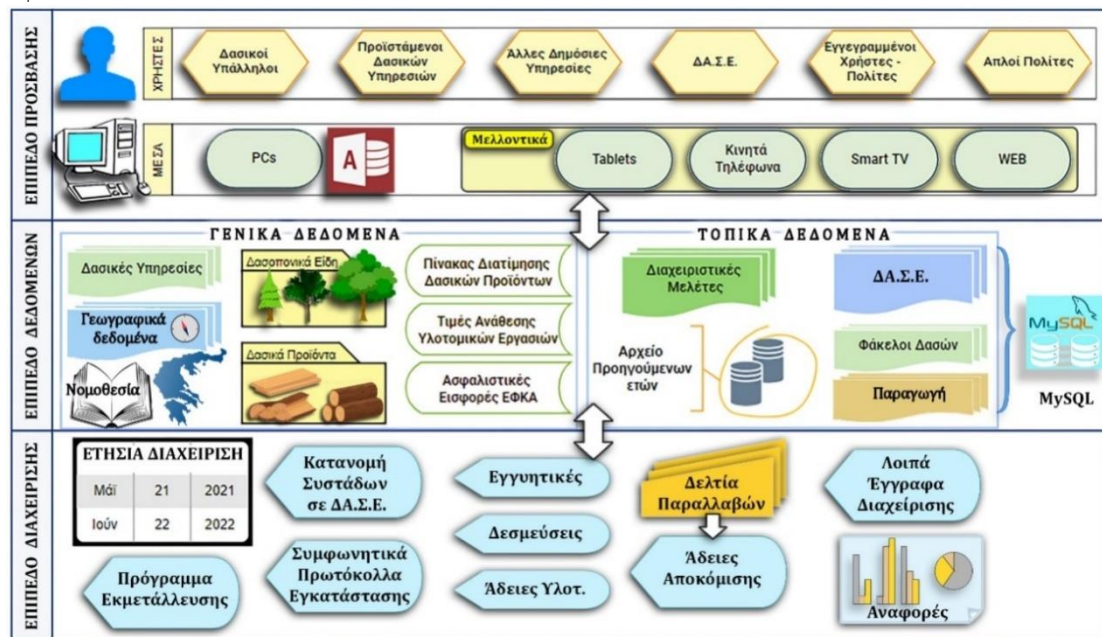 ΕΠΙΠΕΔΟ ΠΡΟΣΒΑΣΗΣ
ΧΡΗΣΤΕΣ
Δασικοί
Υπάλληλοι
Προϊστάμενοι
Δασικών
Υπηρεσιών
Άλλες Δημόσιες
Υπηρεσίες
ΔΑ.Σ.Ε.
Εγγεγραμμένοι
Χρήστες -
Πολίτες
Απλοί Πολίτες
ΜΕΣΑ
PCs
A
Μελλοντικά
Tablets
Κινητά
Τηλέφωνα
Smart TV
WEB
ΕΠΙΠΕΔΟ ΔΕΔΟΜΕΝΩΝ
ΓΕΝΙΚΑ ΔΕΔΟΜΕΝΑ
Δασικές Υπηρεσίες
Γεωγραφικά
δεδομένα
Νομοθεσία
Δασοπονικά Είδη
Δασικά Προϊόντα
Πίνακας Διατίμησης
Δασικών Προϊόντων
Τιμές Ανάθεσης
Υλοτομικών Εργασιών
Ασφαλιστικές
Εισφορές ΕΦΚΑ
ΤΟΠΙΚΑ ΔΕΔΟΜΕΝΑ
Διαχειριστικές
Μελέτες
Αρχείο
Προηγούμενων
ετών
ΔΑ.Σ.Ε.
Φάκελοι Δασών
Παραγωγή
MySQL
MySQL
ΕΠΙΠΕΔΟ ΔΙΑΧΕΙΡΙΣΗΣ
ΕΤΗΣΙΑ ΔΙΑΧΕΙΡΙΣΗ
Μάϊ 21 2021
Ιούν 22 2022
Πρόγραμμα
Εκμετάλλευσης
Κατανομή
Συστάδων
σε ΔΑ.Σ.Ε.
Συμφωνητικά
Πρωτόκολλα
Εγκατάστασης
Εγγυητικές
Δεσμεύσεις
Άδειες Υλοτ.
Δελτία
Παραλλαβών
Άδειες
Αποκόμισης
Λοιπά
Έγγραφα
Διαχείρισης
Αναφορές